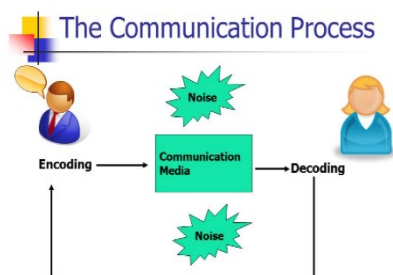 The Communication Process
Noise
Encoding
Communication
Media
Decoding
Noise